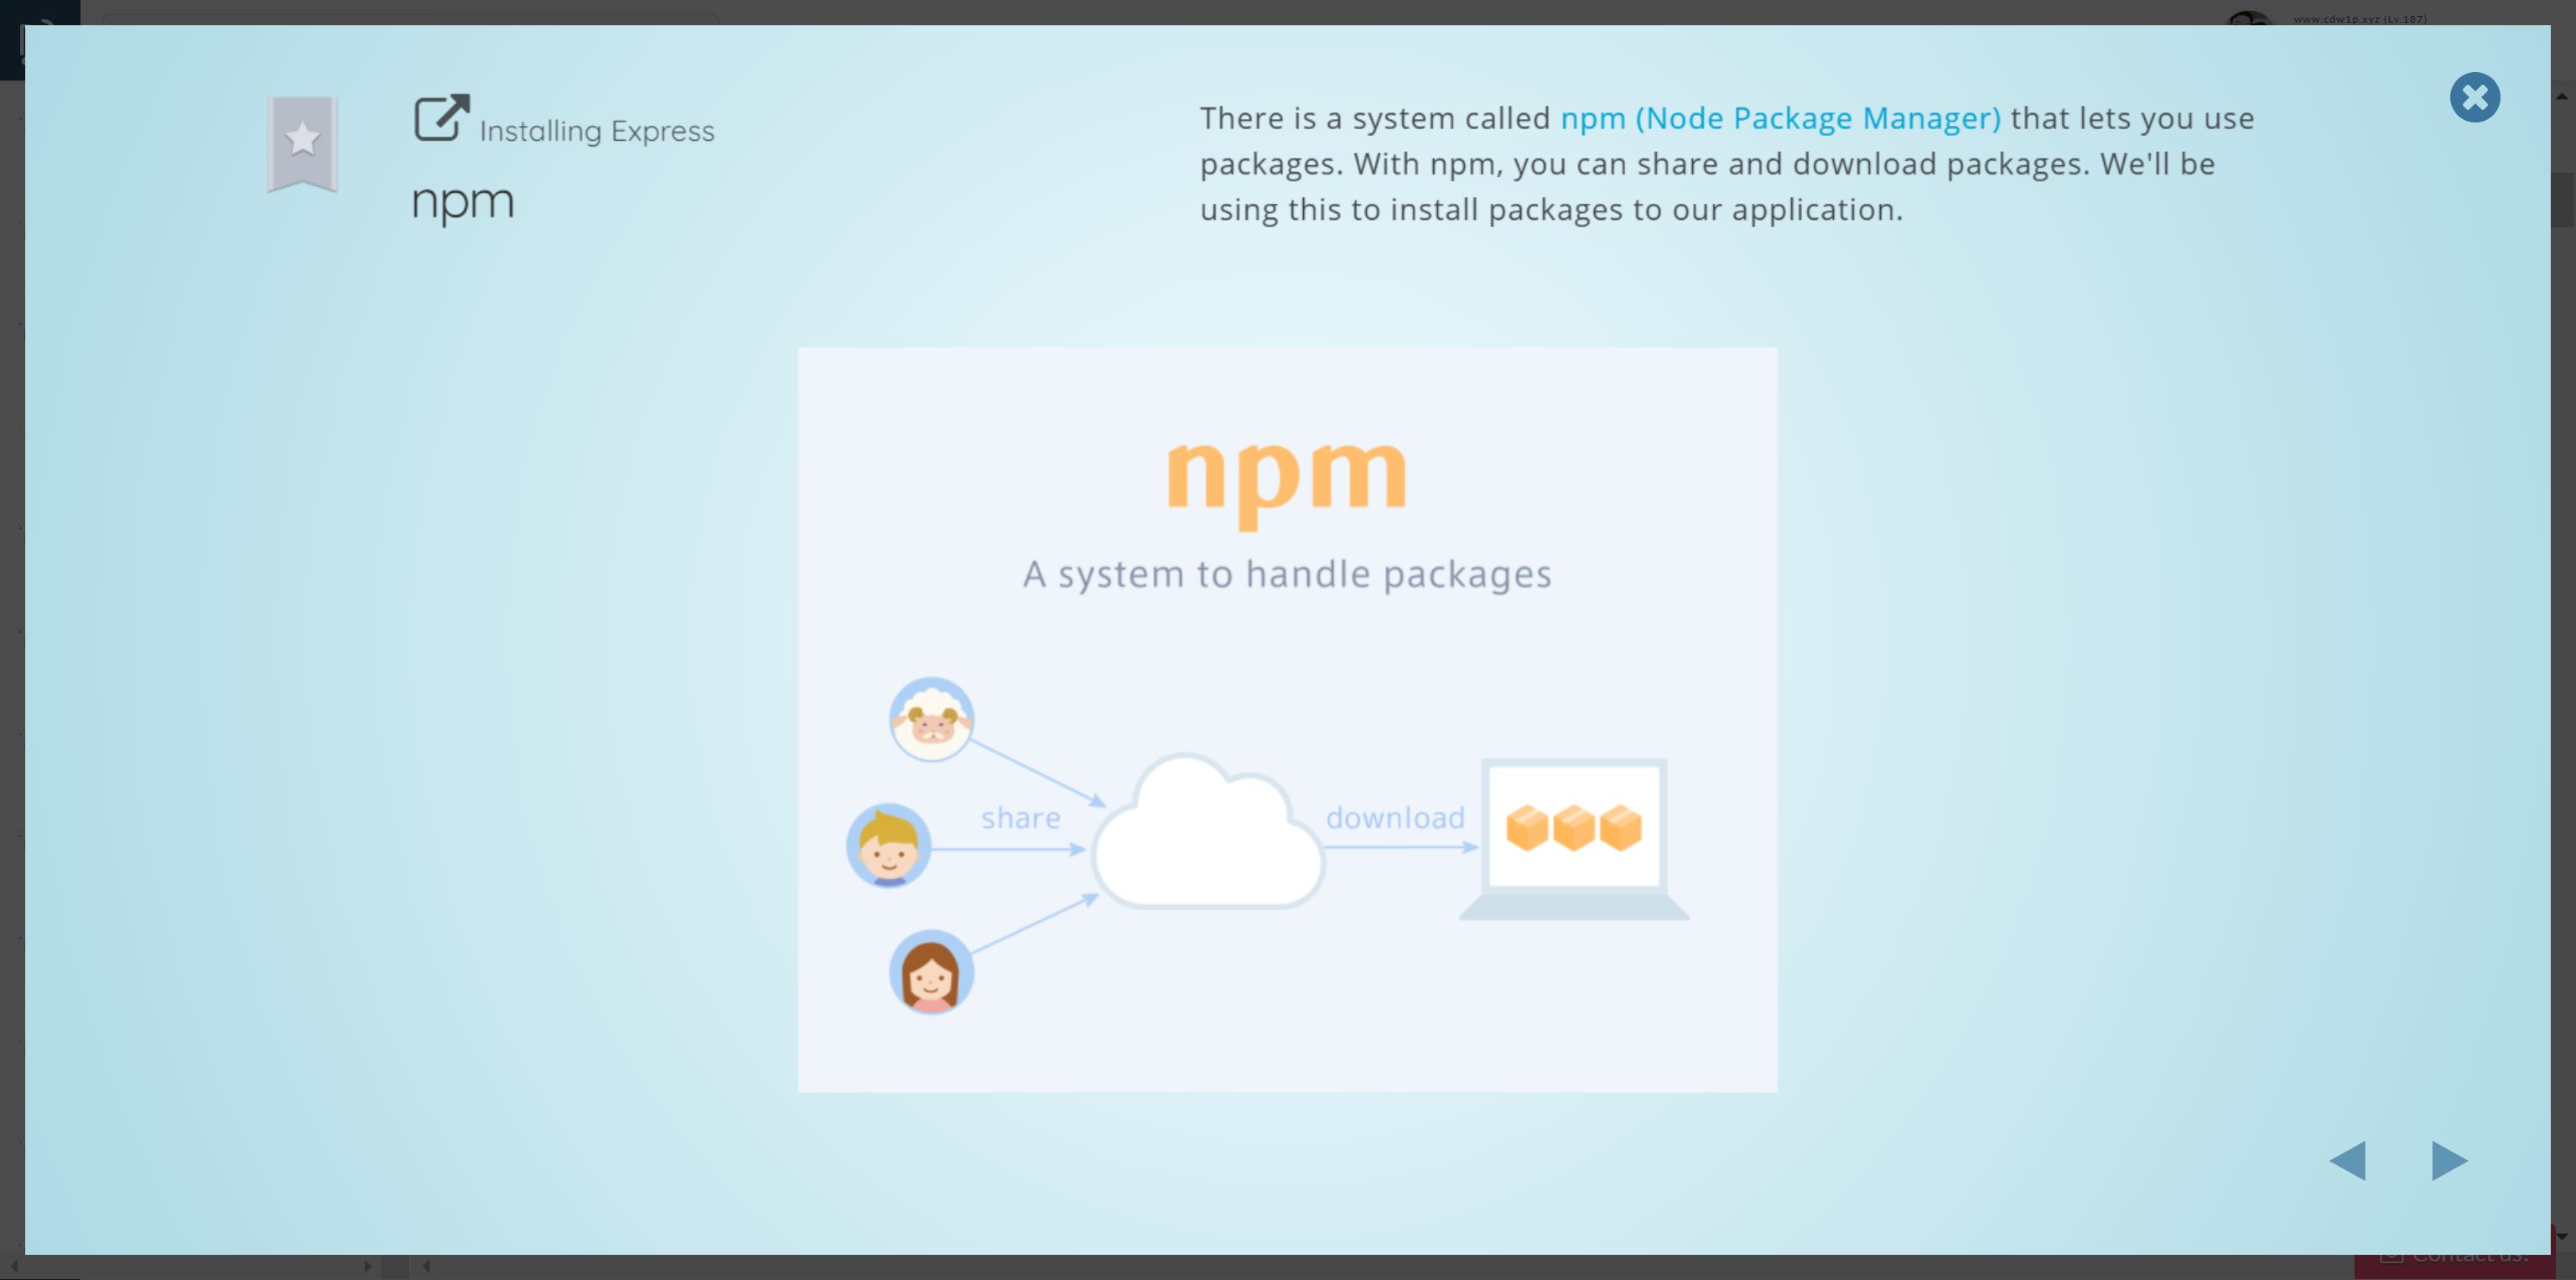 www.cdw1p.xyz (Lv.187)
Installing Express
npm
There is a system called npm (Node Package Manager) that lets you use
packages. With npm, you can share and download packages. We'll be
using this to install packages to our application.
npm
A system to handle packages
share
download
Contact us!